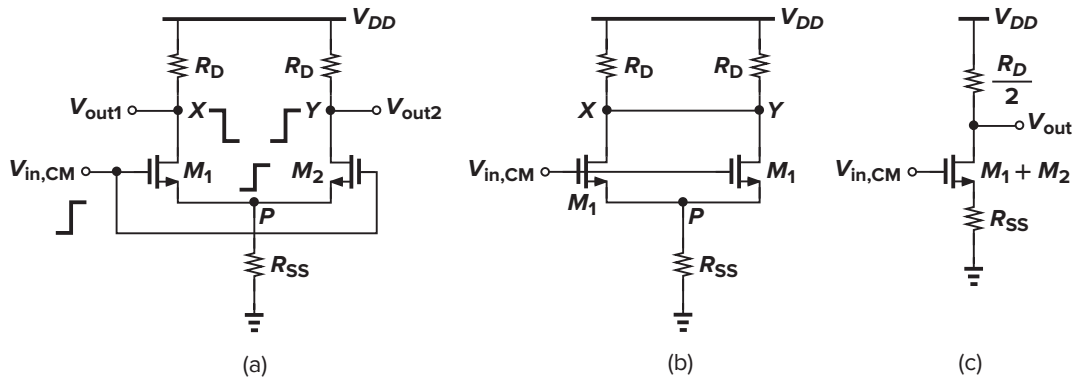 V_DD
R_D R_D
V_out1 X Y V_out2
V_in,CM M_1 M_2
P
R_SS
(a)
V_DD
R_D R_D
X Y
V_in,CM M_1
M_1 P
R_SS
(b)
V_DD
R_D
2
V_out
V_in,CM M_1 + M_2
R_SS
(c)